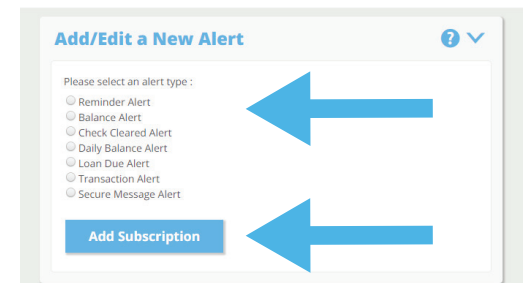 Add/Edit a New Alert
Please select an alert type :
Reminder Alert
Balance Alert
Check Cleared Alert
Daily Balance Alert
Loan Due Alert
Transaction Alert
Secure Message Alert
Add Subscription